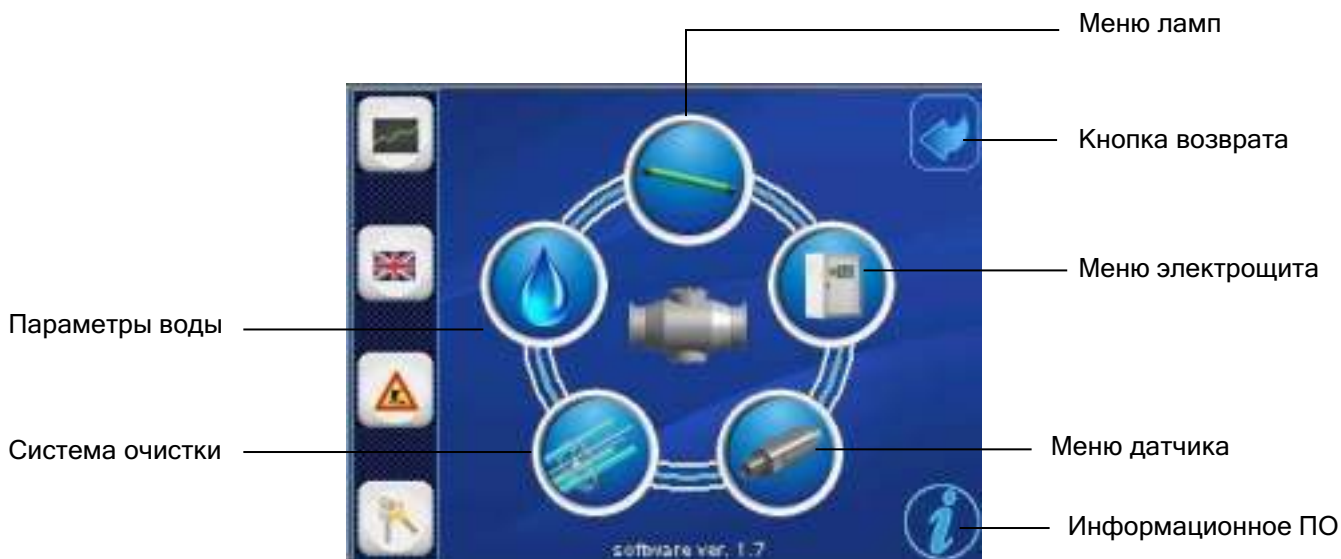 Меню ламп
Кнопка возврата
Меню электрощита
Параметры воды
Система очистки
Меню датчика
Информационное ПО
software ver. 1.7